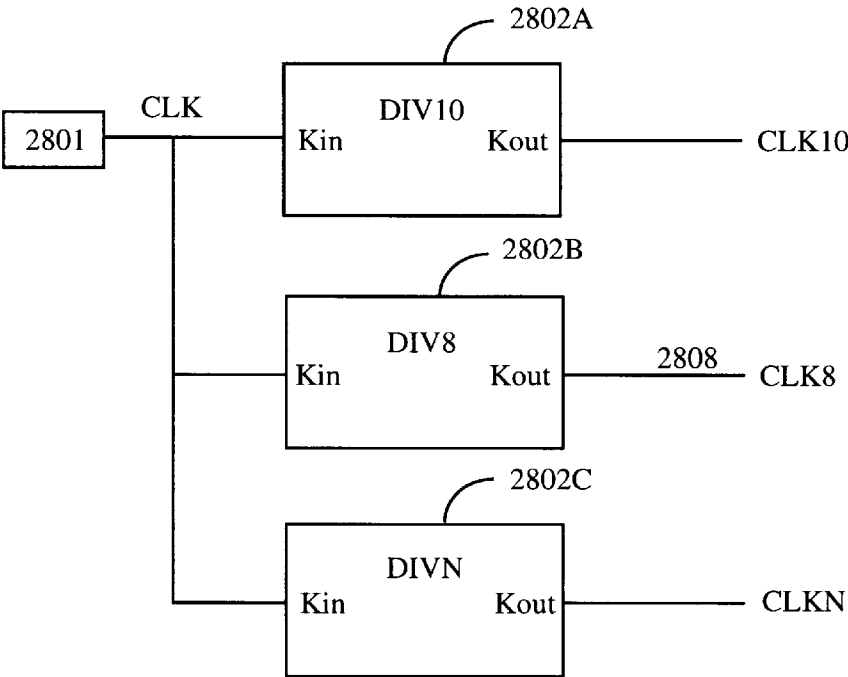 2802A
CLK
DIV10
2801
Kin
Kout
CLK10
2802B
DIV8
2808
Kin
Kout
CLK8
2802C
DIVN
Kin
Kout
CLKN